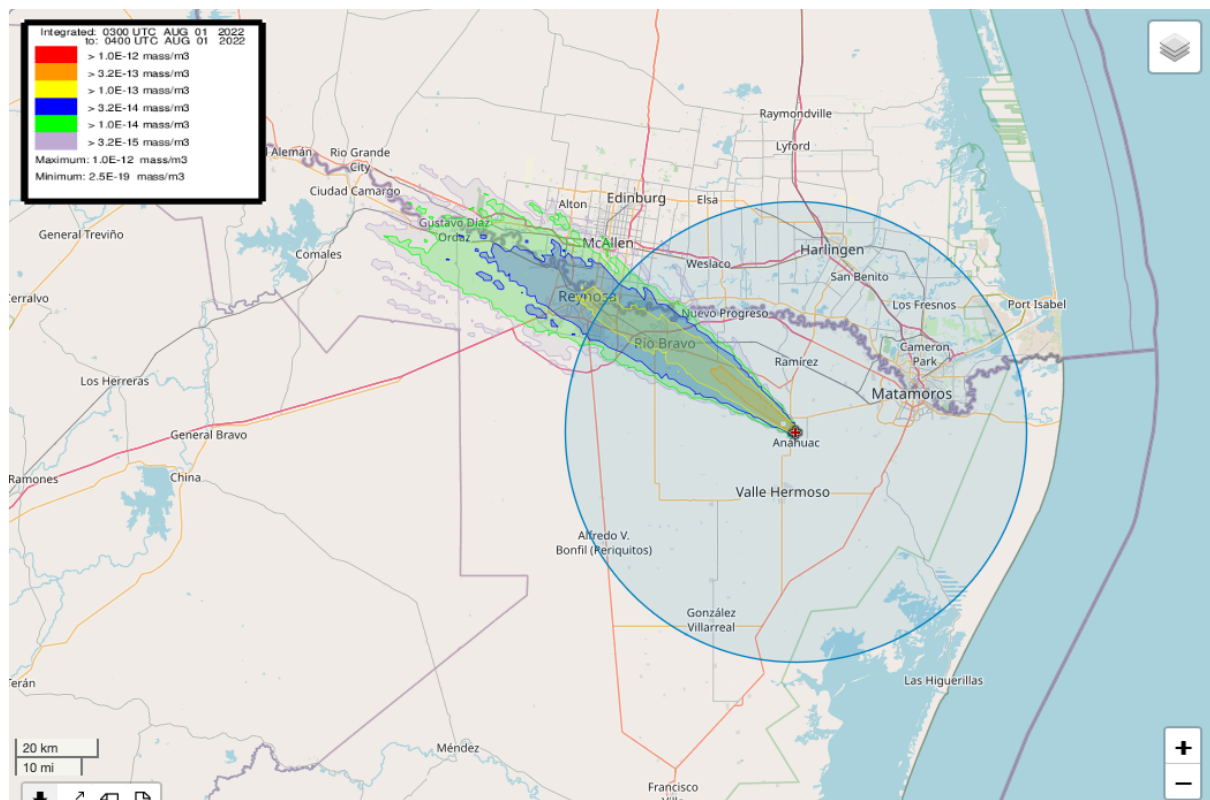 Integrated: 0300 UTC AUG 01 2022
to: 0400 UTC AUG 01 2022
> 1.0E-12 mass/m3
> 3.2E-13 mass/m3
> 1.0E-13 mass/m3
> 3.2E-14 mass/m3
> 1.0E-14 mass/m3
> 3.2E-15 mass/m3
Maximum: 1.0E-12 mass/m3
Minimum: 2.5E-19 mass/m3
Raymondville
Lyford
Alemán
Rio Grande
City
Ciudad Camargo
Alton
Edinburg
Elsa
General Treviño
Gustavo Díaz
Ordaz
McAllen
Harlingen
Comales
Weslaco
San Benito
erralvo
Reynosa
Los Fresnos
Port Isabel
Nuevo Progreso
Río Bravo
Cameron
Park
Ramírez
Los Herreras
Matamoros
General Bravo
Anáhuac
Ramones
China
Valle Hermoso
Alfredo V.
Bonfil (Periquitos)
González
Villarreal
Terán
Las Higuerillas
20 km
10 mi
Méndez
+
−
Francisco